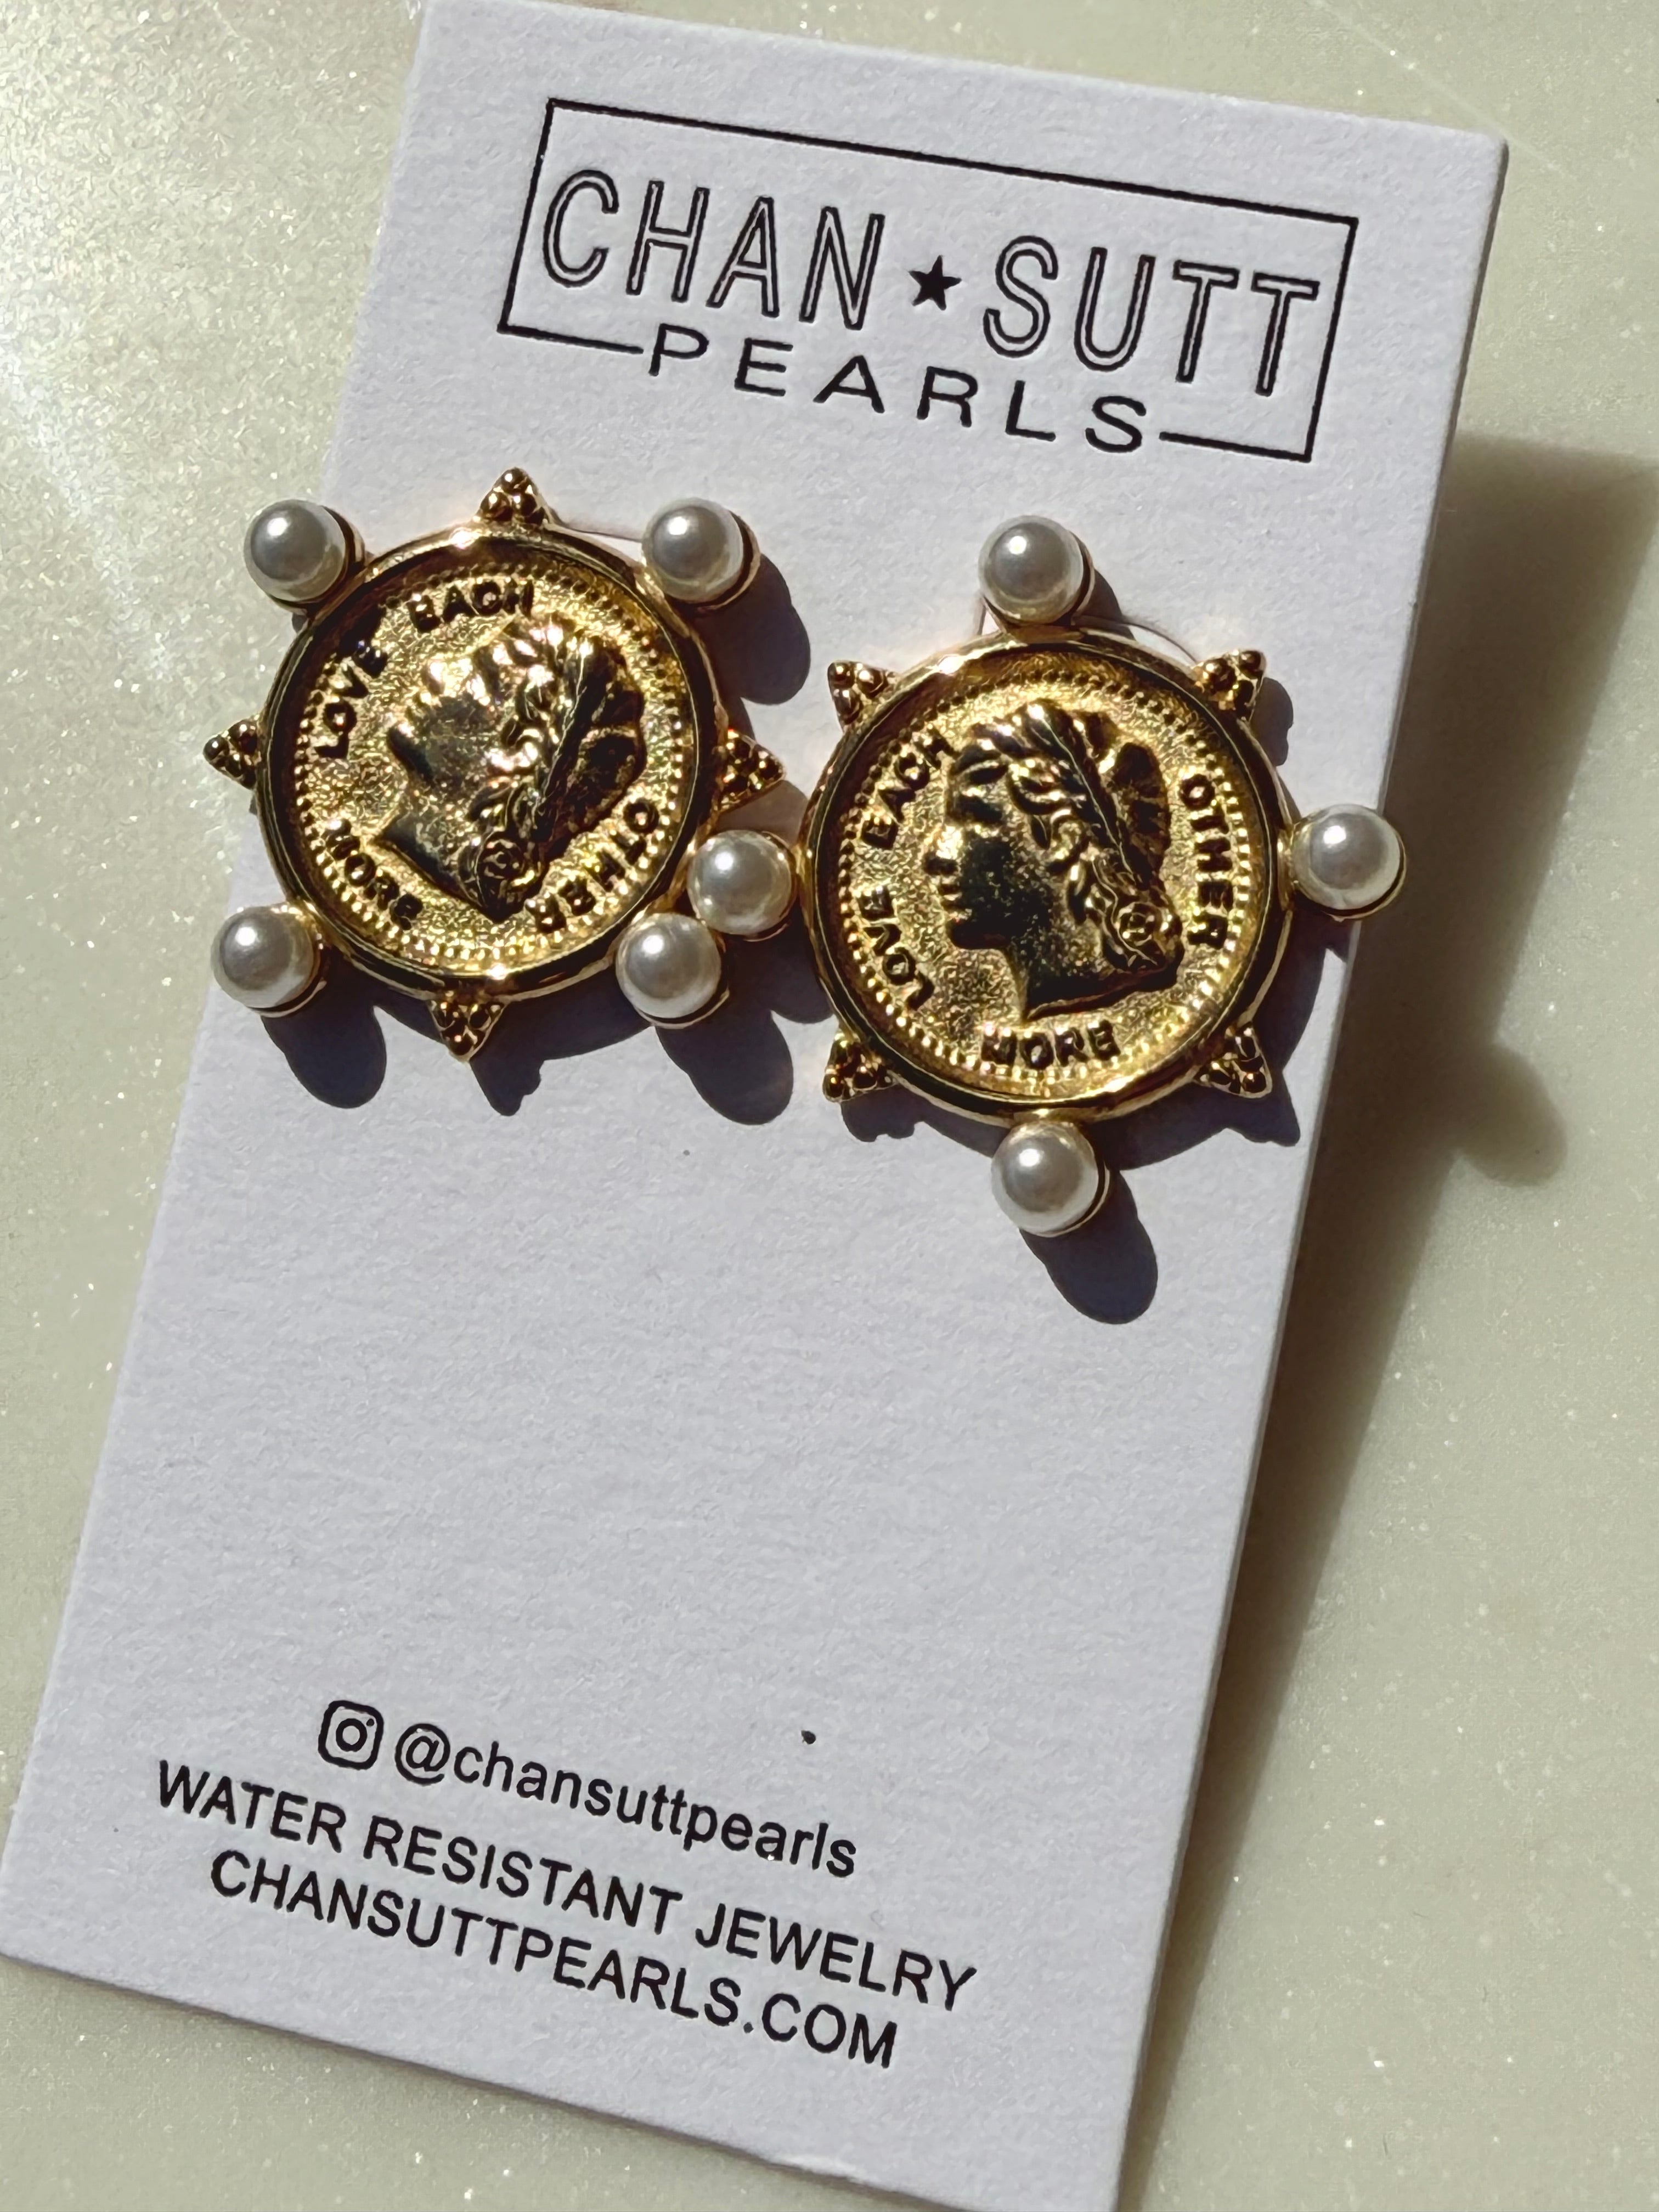 CHAN★SUTT
PEARLS
LOVE EACH OTHER MORE
LOVE EACH OTHER MORE
@chansuttpearls
WATER RESISTANT JEWELRY
CHANSUTTPEARLS.COM